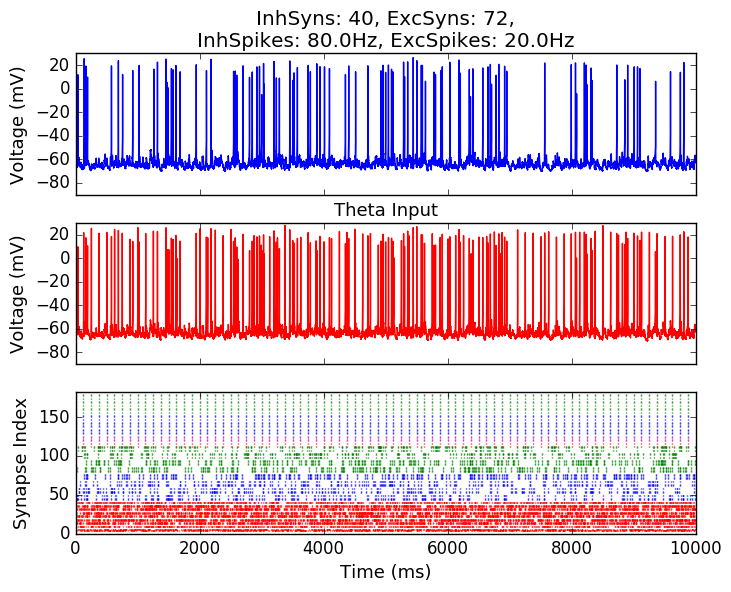 InhSyns: 40, ExcSyns: 72,
InhSpikes: 80.0Hz, ExcSpikes: 20.0Hz
20
0
−20
−40
−60
−80
Voltage (mV)
Theta Input
20
0
−20
−40
−60
−80
Voltage (mV)
150
100
50
0
Synapse Index
0 2000 4000 6000 8000 10000
Time (ms)